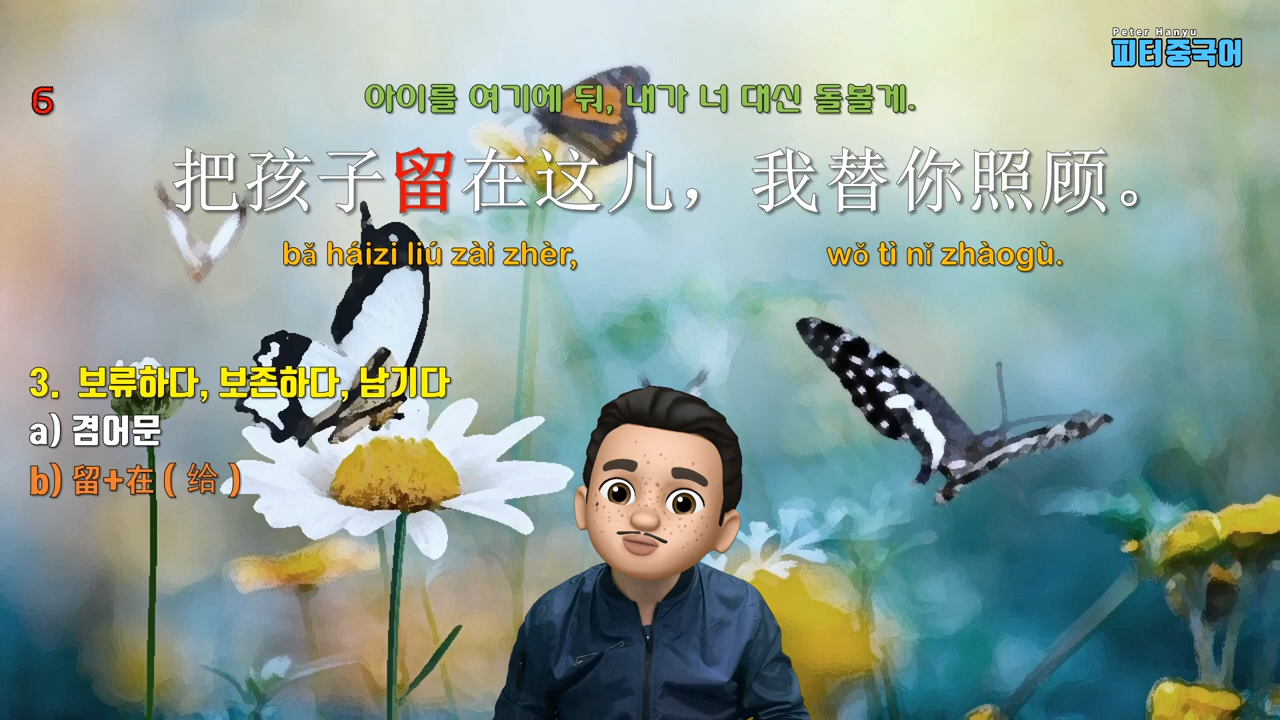 Peter Hanyu
피터중국어
6
아이를 여기에 둬, 내가 너 대신 돌볼게.
把孩子留在这儿，我替你照顾。
bǎ háizi liú zài zhèr, wǒ tì nǐ zhàogù.
3. 보류하다, 보존하다, 남기다
a) 겸어문
b) 留+在 ( 给 )